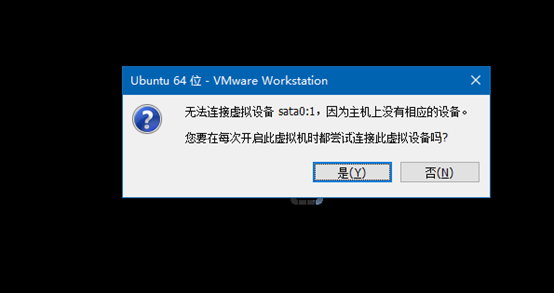 Ubuntu 64 位 - VMware Workstation
无法连接虚拟设备 sata0:1，因为主机上没有相应的设备。
您要在每次开启此虚拟机时都尝试连接此虚拟设备吗?
是(Y)
否(N)